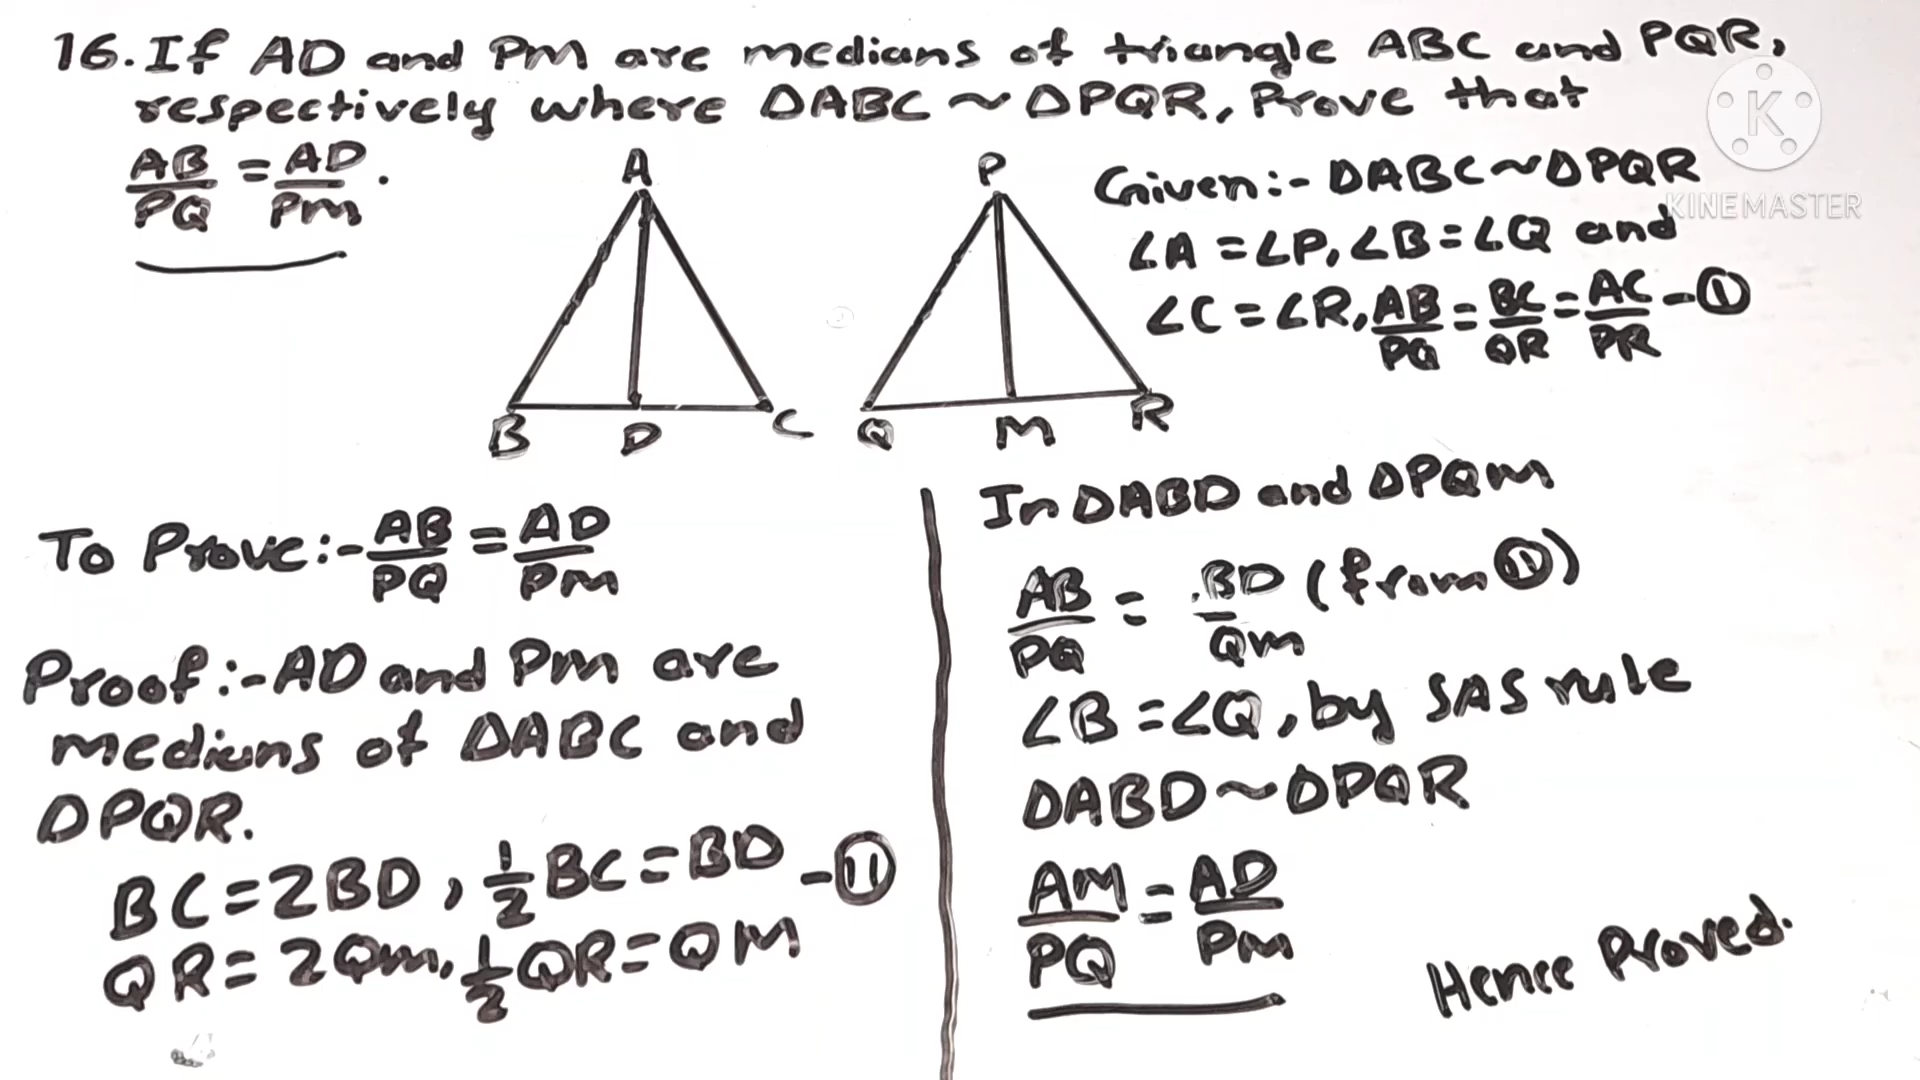 16. If AD and PM are medians of triangle ABC and PQR,
respectively where ΔABC ~ ΔPQR, Prove that
AB/PQ = AD/PM.
A
B D C
P
Q M R
Given:- ΔABC ~ ΔPQR
∠A = ∠P, ∠B = ∠Q and
∠C = ∠R, AB/PQ = BC/QR = AC/PR - ①
K
KINEMASTER
To Prove:- AB/PQ = AD/PM
Proof:- AD and PM are
medians of ΔABC and
ΔPQR.
BC = 2BD, 1/2 BC = BD - ⑪
QR = 2QM, 1/2 QR = QM
In ΔABD and ΔPQM
AB/PQ = BD/QM (from ⑪)
∠B = ∠Q, by SAS rule
ΔABD ~ ΔPQR
AM/PQ = AD/PM
Hence Proved.